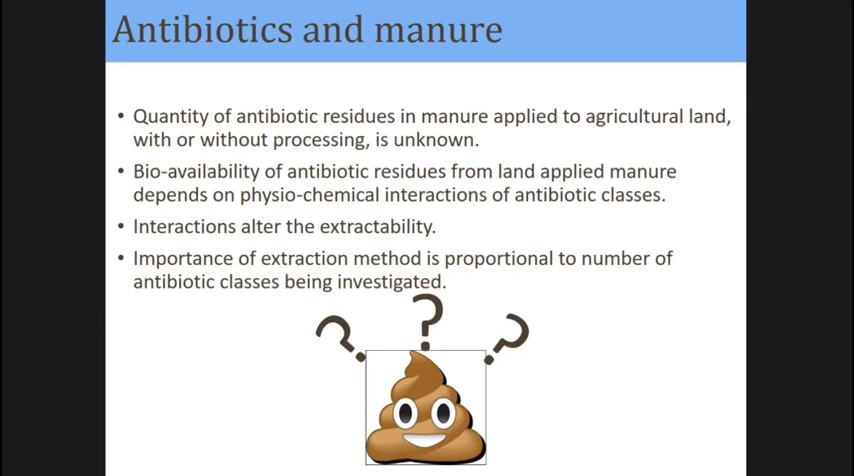 Antibiotics and manure
• Quantity of antibiotic residues in manure applied to agricultural land,
with or without processing, is unknown.
• Bio-availability of antibiotic residues from land applied manure
depends on physio-chemical interactions of antibiotic classes.
• Interactions alter the extractability.
• Importance of extraction method is proportional to number of
antibiotic classes being investigated.
? ? ?